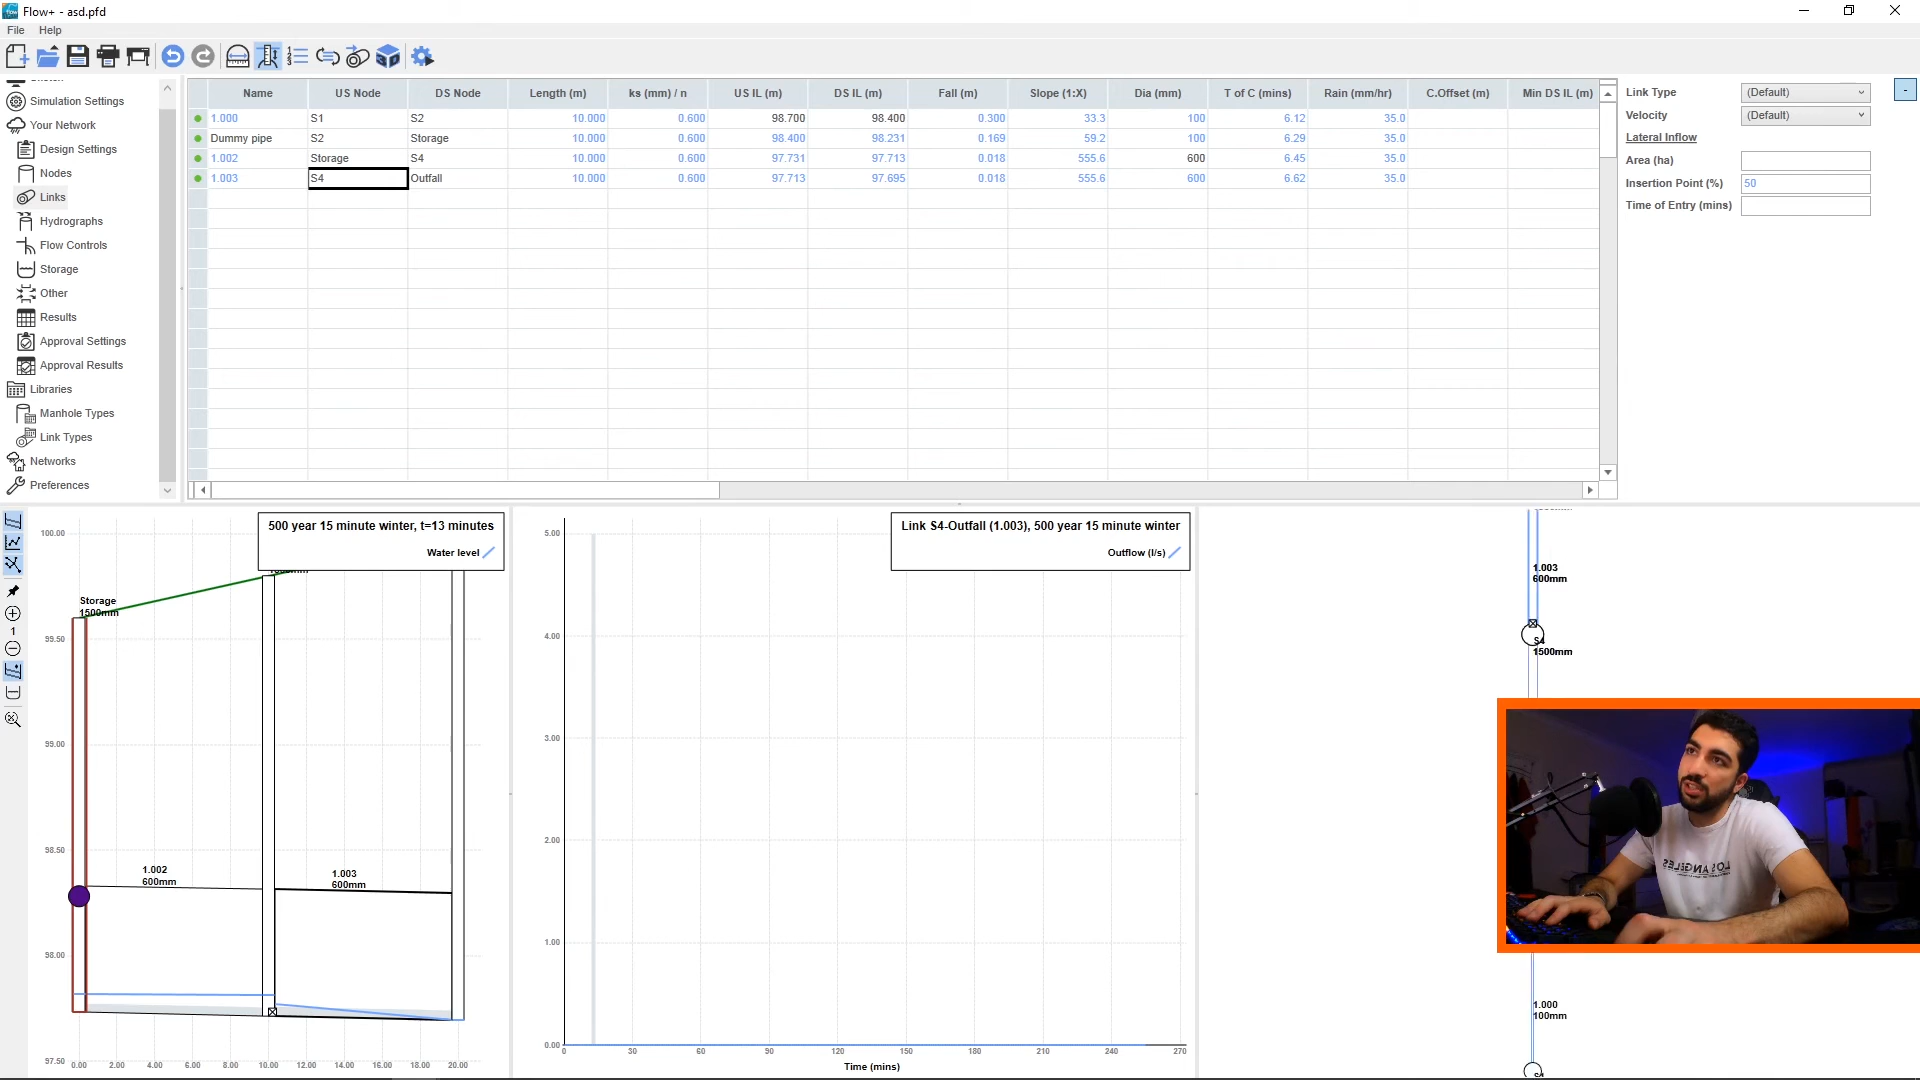 Flow+ - asd.pfd
File Help
Name US Node DS Node Length (m) ks (mm) / n US IL (m) DS IL (m) Fall (m) Slope (1:X) Dia (mm) T of C (mins) Rain (mm/hr) C.Offset (m) Min DS IL (m)
1.000 S1 S2 10.000 0.600 98.700 98.400 0.300 33.3 100 6.12 35.0
Dummy pipe S2 Storage 10.000 0.600 98.400 98.231 0.169 59.2 100 6.29 35.0
1.002 Storage S4 10.000 0.600 97.731 97.713 0.018 555.6 600 6.45 35.0
1.003 S4 Outfall 10.000 0.600 97.713 97.695 0.018 555.6 600 6.62 35.0
Simulation Settings
Your Network
Design Settings
Nodes
Links
Hydrographs
Flow Controls
Storage
Other
Results
Approval Settings
Approval Results
Libraries
Manhole Types
Link Types
Networks
Preferences
Link Type (Default)
Velocity (Default)
Lateral Inflow
Area (ha)
Insertion Point (%) 50
Time of Entry (mins)
3D
1
500 year 15 minute winter, t=13 minutes
Water level
100.00
99.50
99.00
98.50
98.00
97.50
Storage
1500mm
1.002
600mm
1.003
600mm
0.00 2.00 4.00 6.00 8.00 10.00 12.00 14.00 16.00 18.00 20.00
Link S4-Outfall (1.003), 500 year 15 minute winter
Outflow (l/s)
5.00
4.00
3.00
2.00
1.00
0.00
0 30 60 90 120 150 180 210 240 270
Time (mins)
1.003
600mm
S4
1500mm
1.000
100mm
S1
LOS ANGELES